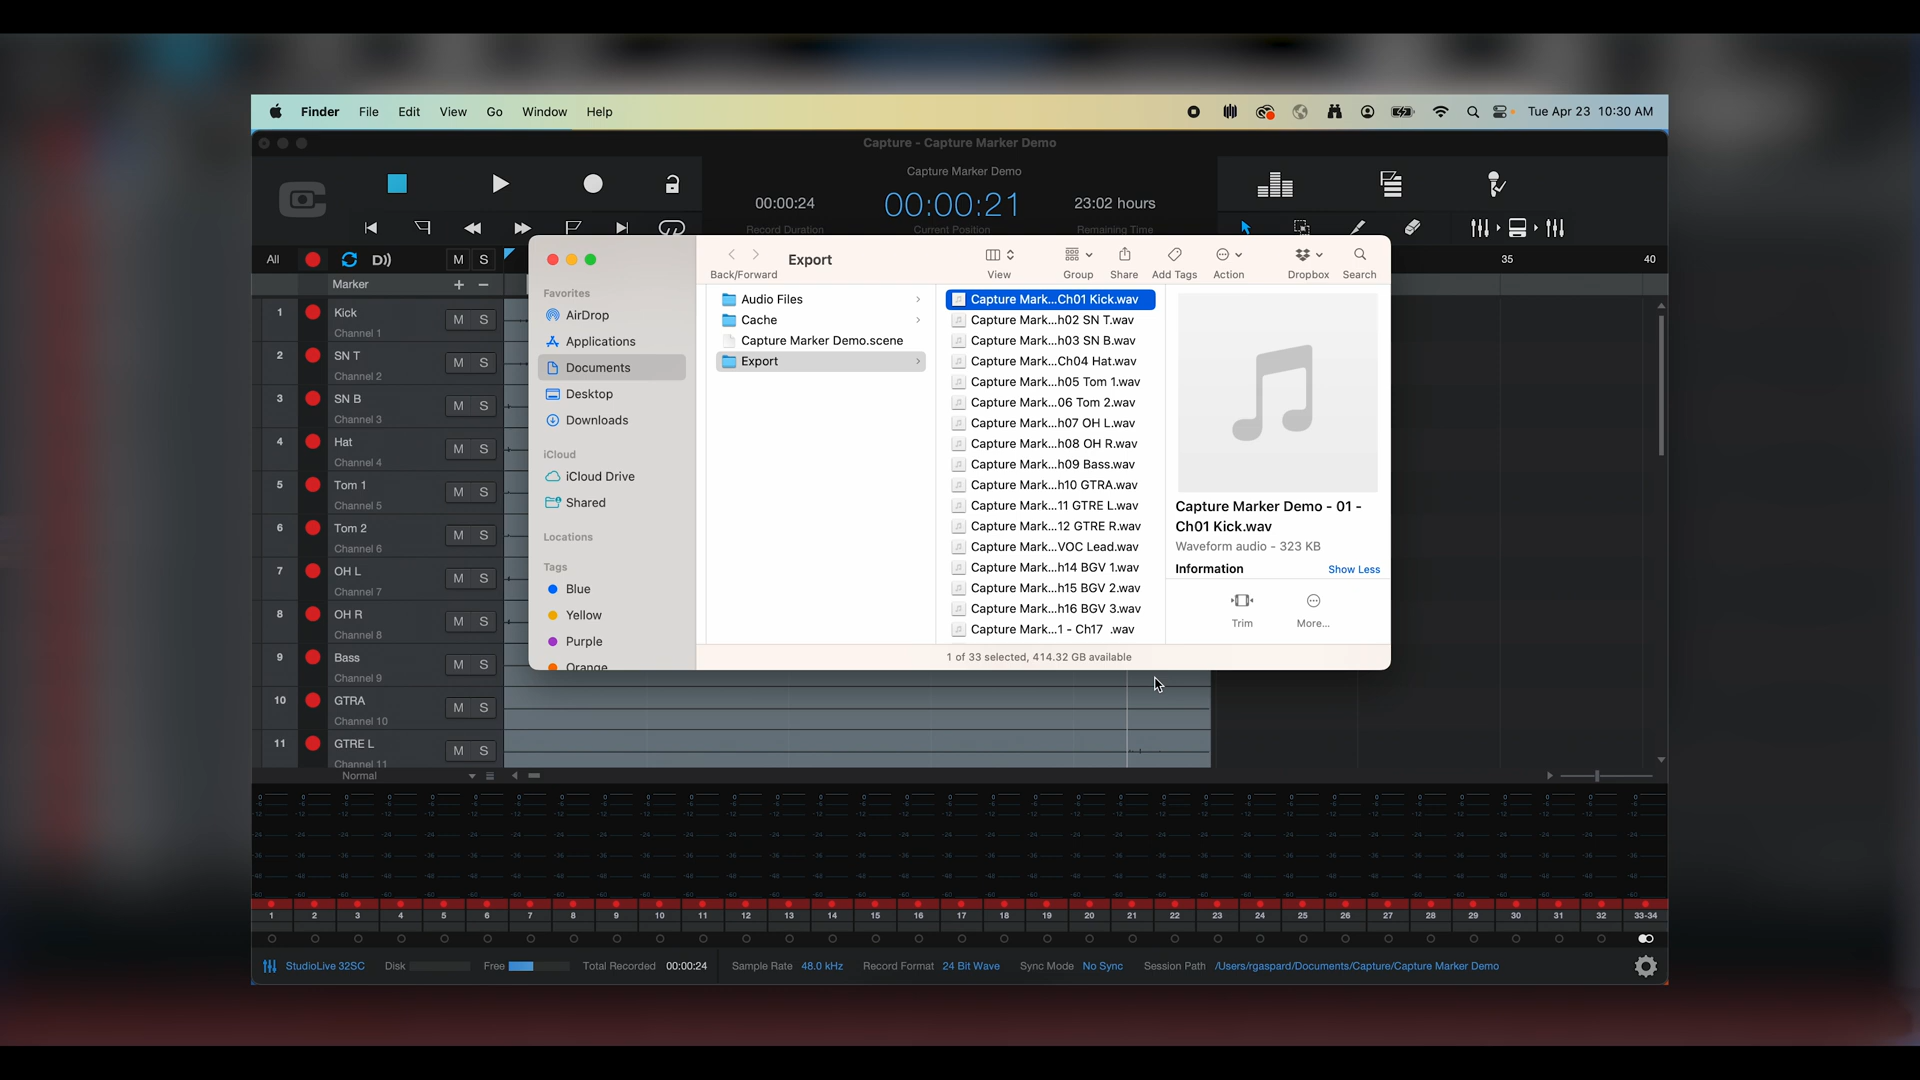 Finder File Edit View Go Window Help Tue Apr 23 10:30 AM
Capture - Capture Marker Demo
Capture Marker Demo
00:00:24 00:00:21 23:02 hours
Record Duration Current Position Remaining Time
All M S 35 40
Marker + −
1 Kick M S
Channel 1
2 SN T M S
Channel 2
3 SN B M S
Channel 3
4 Hat M S
Channel 4
5 Tom 1 M S
Channel 5
6 Tom 2 M S
Channel 6
7 OH L M S
Channel 7
8 OH R M S
Channel 8
9 Bass M S
Channel 9
10 GTRA M S
Channel 10
11 GTRE L M S
Channel 11
Normal
Export
Back/Forward View Group Share Add Tags Action Dropbox Search
Favorites
AirDrop
Applications
Documents
Desktop
Downloads
iCloud
iCloud Drive
Shared
Locations
Tags
Blue
Yellow
Purple
Orange
Audio Files
Cache
Capture Marker Demo.scene
Export
Capture Mark...Ch01 Kick.wav
Capture Mark...h02 SN T.wav
Capture Mark...h03 SN B.wav
Capture Mark...Ch04 Hat.wav
Capture Mark...h05 Tom 1.wav
Capture Mark...06 Tom 2.wav
Capture Mark...h07 OH L.wav
Capture Mark...h08 OH R.wav
Capture Mark...h09 Bass.wav
Capture Mark...h10 GTRA.wav
Capture Mark...11 GTRE L.wav
Capture Mark...12 GTRE R.wav
Capture Mark...VOC Lead.wav
Capture Mark...h14 BGV 1.wav
Capture Mark...h15 BGV 2.wav
Capture Mark...h16 BGV 3.wav
Capture Mark...1 - Ch17 .wav
Capture Marker Demo - 01 -
Ch01 Kick.wav
Waveform audio - 323 KB
Information Show Less
Trim More...
1 of 33 selected, 414.32 GB available
1 2 3 4 5 6 7 8 9 10 11 12 13 14 15 16 17 18 19 20 21 22 23 24 25 26 27 28 29 30 31 32 33-34
StudioLive 32SC Disk Free Total Recorded 00:00:24 Sample Rate 48.0 kHz Record Format 24 Bit Wave Sync Mode No Sync Session Path /Users/rgaspard/Documents/Capture/Capture Marker Demo